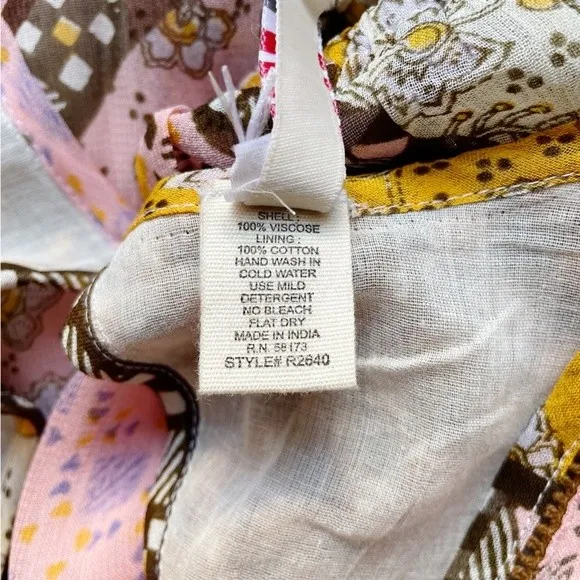 SHELL:
100% VISCOSE
LINING :
100% COTTON
HAND WASH IN
COLD WATER
USE MILD
DETERGENT
NO BLEACH
FLAT DRY
MADE IN INDIA
R.N. 58173
STYLE# R2640